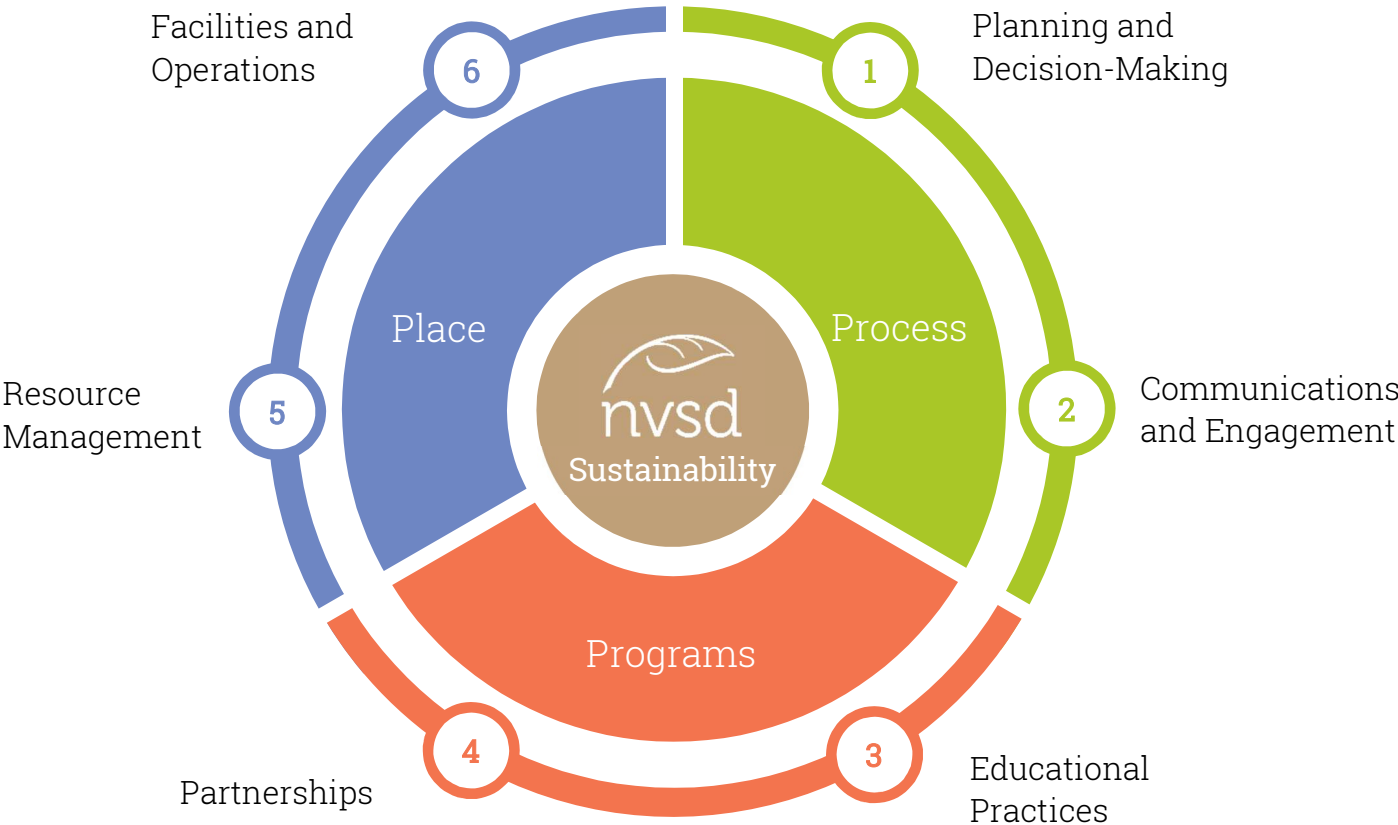 Facilities and
Operations
6
1
Planning and
Decision-Making
Place
Process
nvsd
Sustainability
Resource
Management
5
2
Communications
and Engagement
Programs
4
3
Partnerships
Educational
Practices